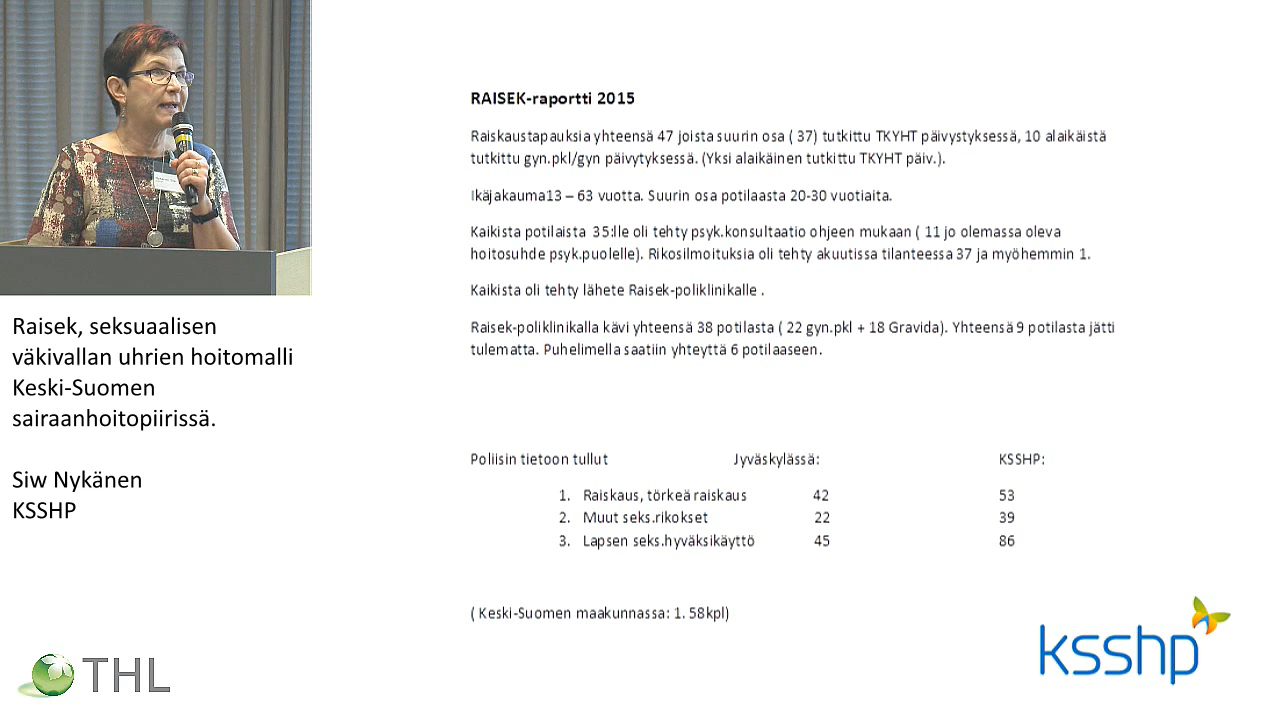 RAISEK-raportti 2015
Raiskaustapauksia yhteensä 47 joista suurin osa ( 37) tutkittu TKYHT päivystyksessä, 10 alaikäistä
tutkittu gyn.pkl/gyn päivytyksessä. (Yksi alaikäinen tutkittu TKYHT päiv.).
Ikäjakauma13 – 63 vuotta. Suurin osa potilaasta 20-30 vuotiaita.
Kaikista potilaista 35:lle oli tehty psyk.konsultaatio ohjeen mukaan ( 11 jo olemassa oleva
hoitosuhde psyk.puolelle). Rikosilmoituksia oli tehty akuutissa tilanteessa 37 ja myöhemmin 1.
Kaikista oli tehty lähete Raisek-poliklinikalle .
Raisek-poliklinikalla kävi yhteensä 38 potilasta ( 22 gyn.pkl + 18 Gravida). Yhteensä 9 potilasta jätti
tulematta. Puhelimella saatiin yhteyttä 6 potilaaseen.
Poliisin tietoon tullut Jyväskylässä: KSSHP:
1. Raiskaus, törkeä raiskaus 42 53
2. Muut seks.rikokset 22 39
3. Lapsen seks.hyväksikäyttö 45 86
( Keski-Suomen maakunnassa: 1. 58kpl)
ksshp
Raisek, seksuaalisen
väkivallan uhrien hoitomalli
Keski-Suomen
sairaanhoitopiirissä.
Siw Nykänen
KSSHP
THL